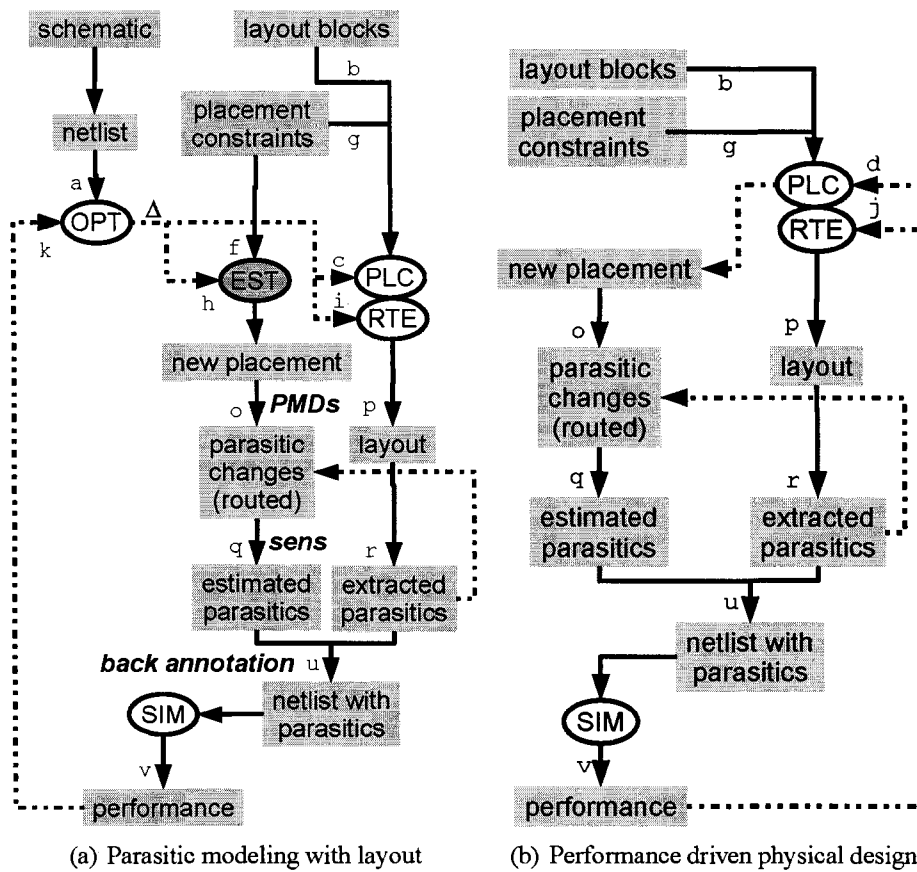 schematic
layout blocks
b
placement
constraints
g
netlist
a
OPT
Δ
k
f
c
EST
PLC
h
i
RTE
new placement
o
PMDs
p
parasitic
changes
(routed)
layout
q
sens
r
estimated
parasitics
extracted
parasitics
back annotation
u
netlist with
parasitics
SIM
v
performance
(a) Parasitic modeling with layout
layout blocks
b
placement
constraints
g
PLC
d
RTE
j
new placement
o
p
parasitic
changes
(routed)
layout
q
r
estimated
parasitics
extracted
parasitics
u
netlist with
parasitics
SIM
v
performance
(b) Performance driven physical design